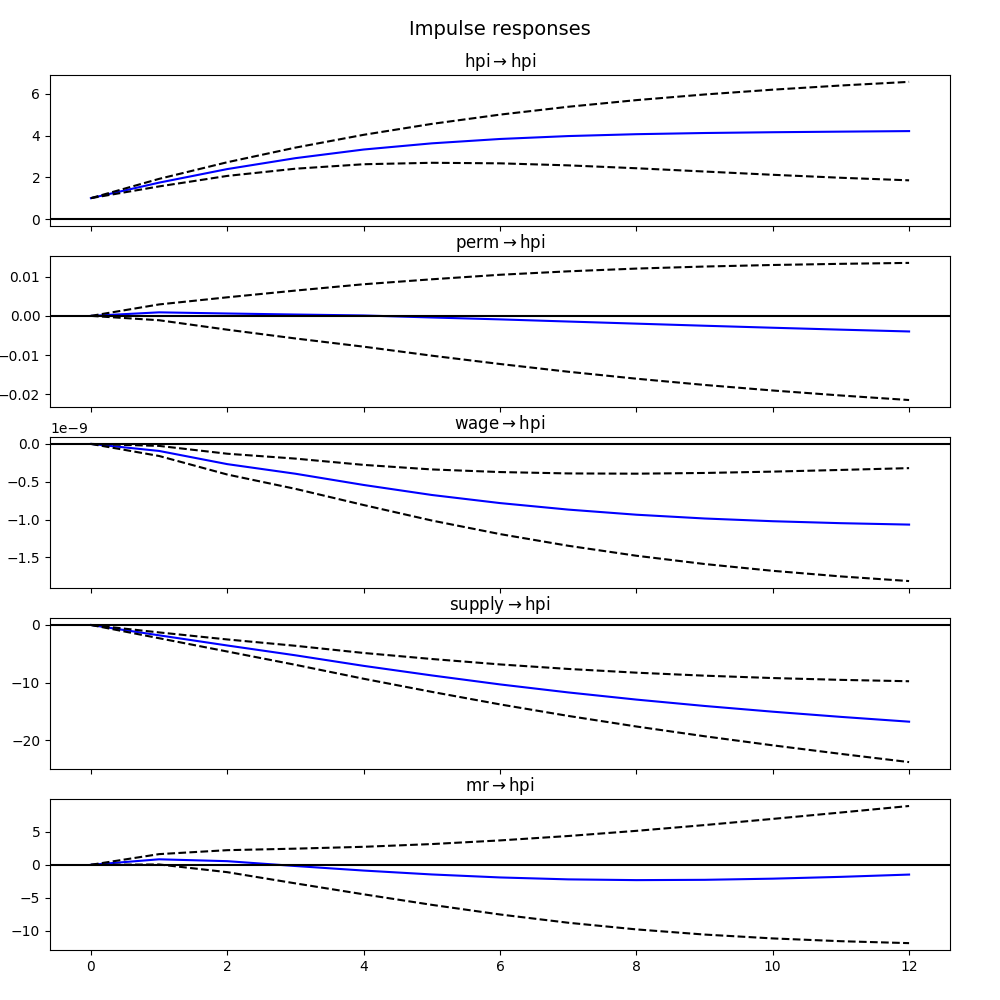 Impulse responses
hpi → hpi
6
4
2
0
perm → hpi
0.01
0.00
−0.01
−0.02
wage → hpi
1e−9
0.0
−0.5
−1.0
−1.5
supply → hpi
0
−10
−20
mr → hpi
5
0
−5
−10
0 2 4 6 8 10 12